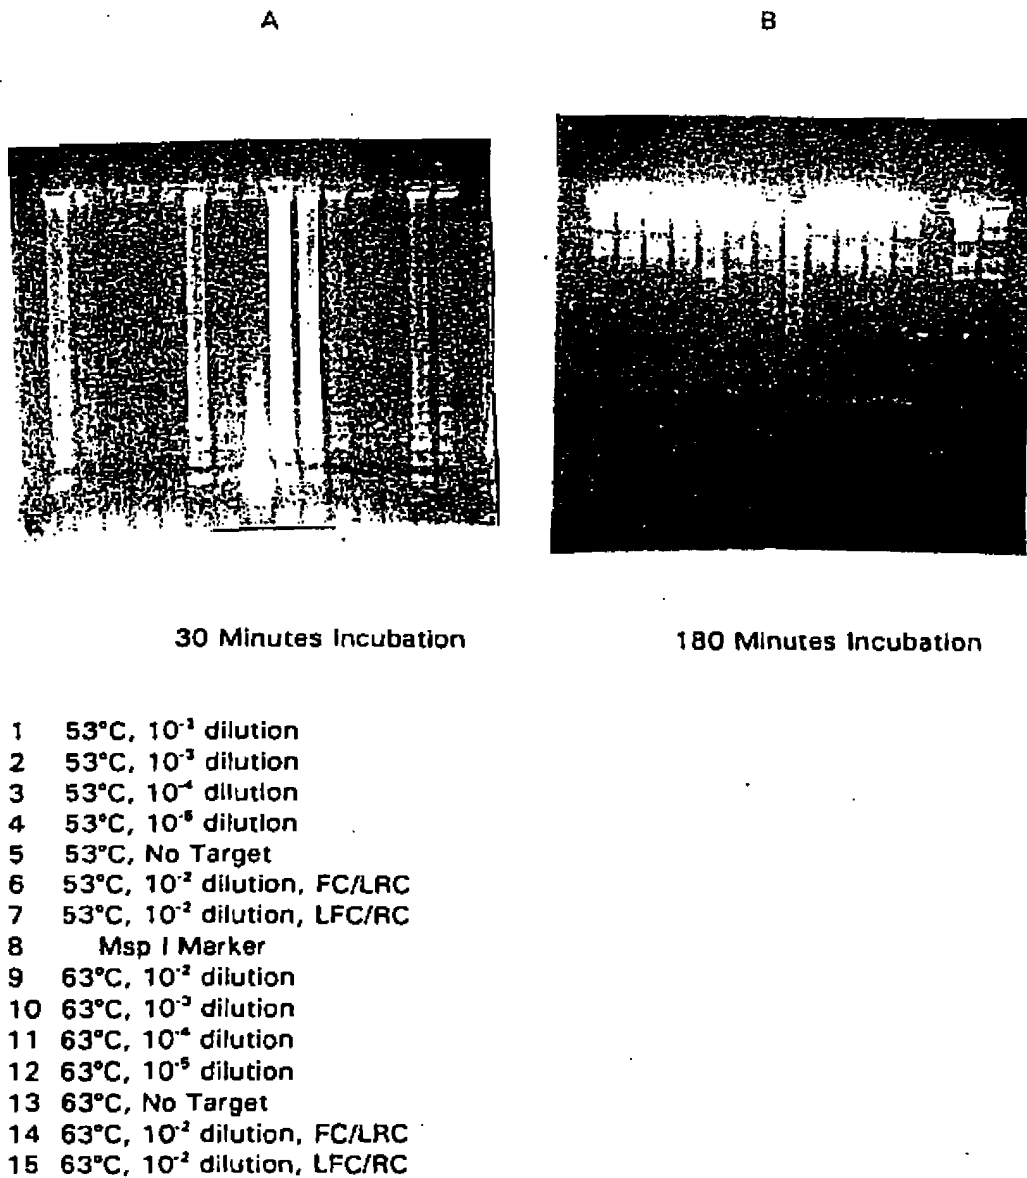 A
B
30 Minutes Incubation
180 Minutes Incubation
1 53°C, 10⁻² dilution
2 53°C, 10⁻³ dilution
3 53°C, 10⁻⁴ dilution
4 53°C, 10⁻⁵ dilution
5 53°C, No Target
6 53°C, 10⁻² dilution, FC/LRC
7 53°C, 10⁻² dilution, LFC/RC
8 Msp I Marker
9 63°C, 10⁻² dilution
10 63°C, 10⁻³ dilution
11 63°C, 10⁻⁴ dilution
12 63°C, 10⁻⁵ dilution
13 63°C, No Target
14 63°C, 10⁻² dilution, FC/LRC
15 63°C, 10⁻² dilution, LFC/RC